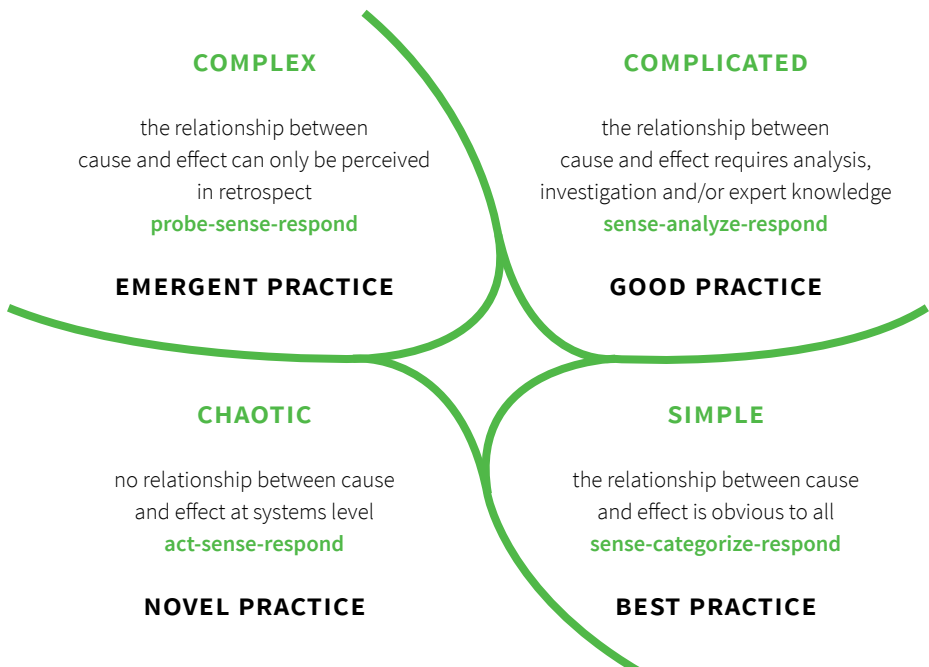 COMPLEX
the relationship between
cause and effect can only be perceived
in retrospect
probe-sense-respond
EMERGENT PRACTICE
COMPLICATED
the relationship between
cause and effect requires analysis,
investigation and/or expert knowledge
sense-analyze-respond
GOOD PRACTICE
CHAOTIC
no relationship between cause
and effect at systems level
act-sense-respond
NOVEL PRACTICE
SIMPLE
the relationship between cause
and effect is obvious to all
sense-categorize-respond
BEST PRACTICE